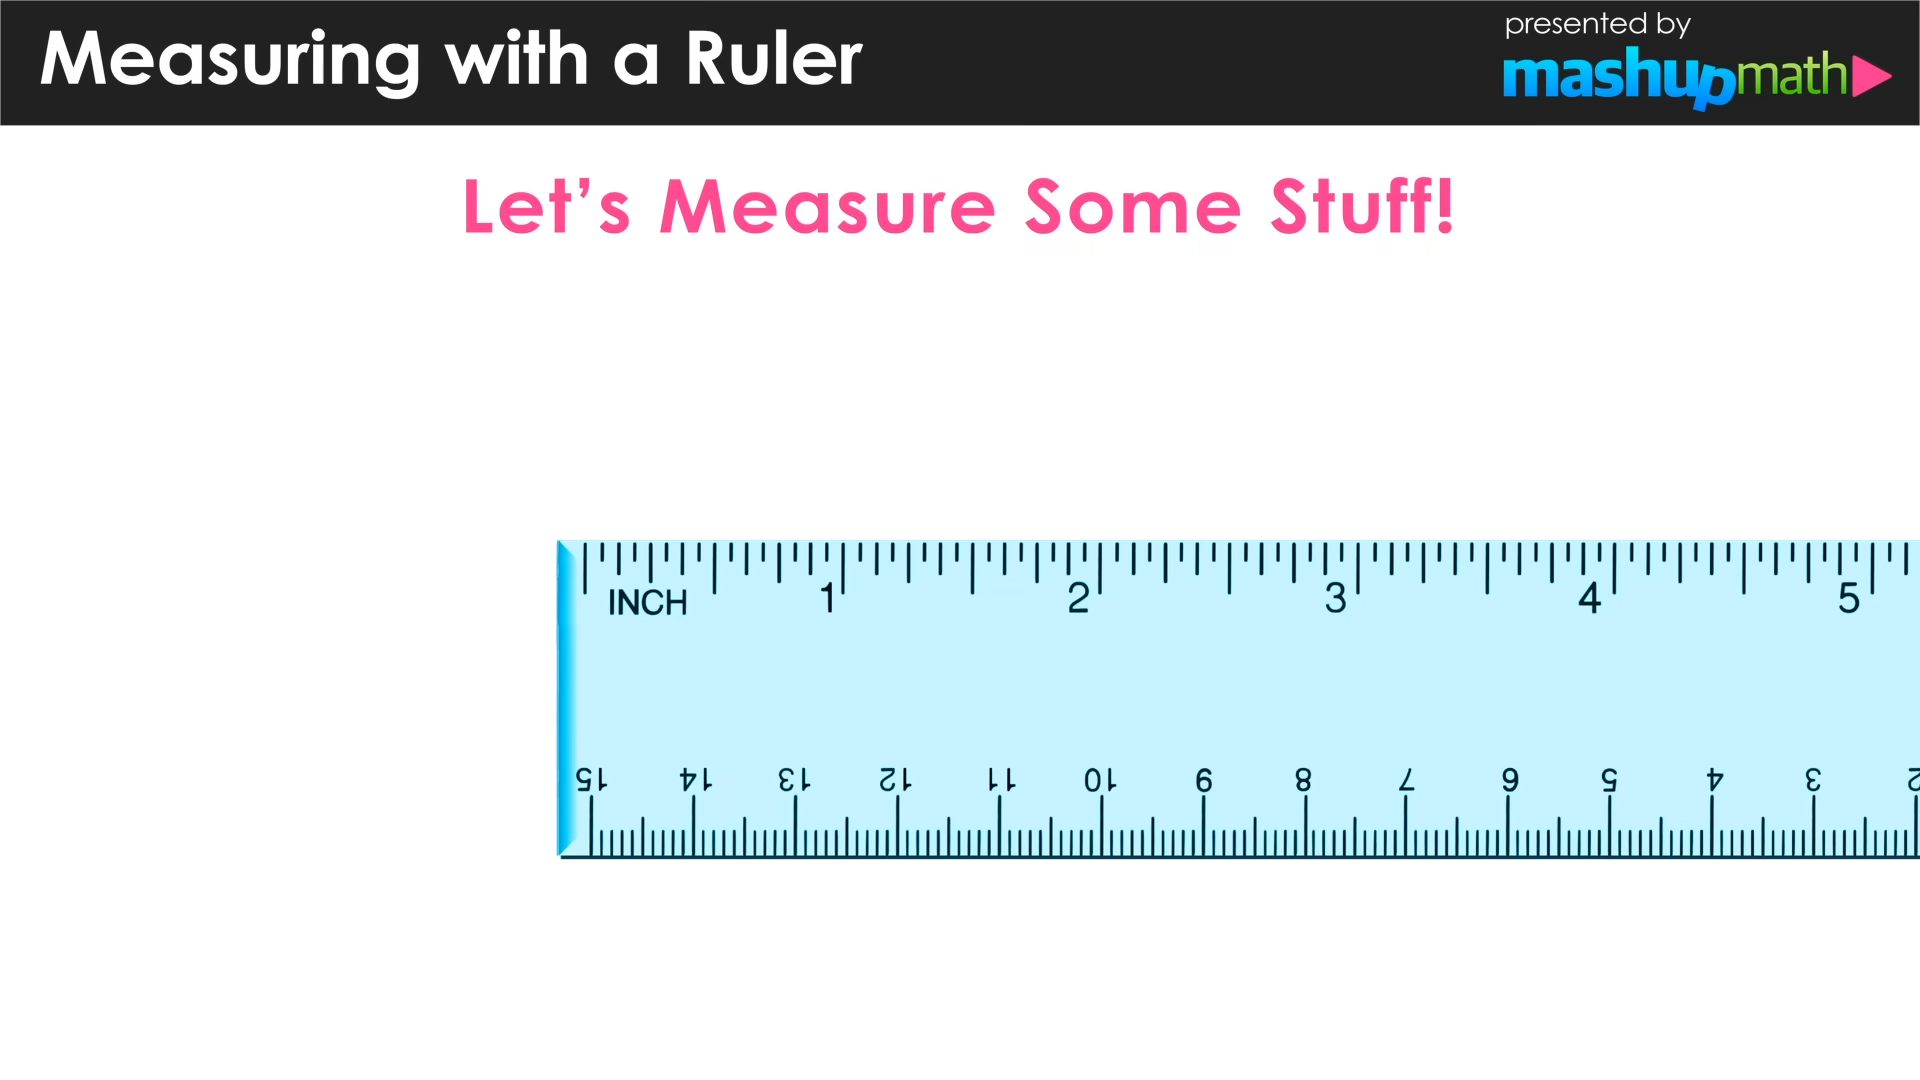 Measuring with a Ruler
presented by
mashupmath
Let's Measure Some Stuff!
INCH 1 2 3 4 5
15 14 13 12 11 10 9 8 7 6 5 4 3 2